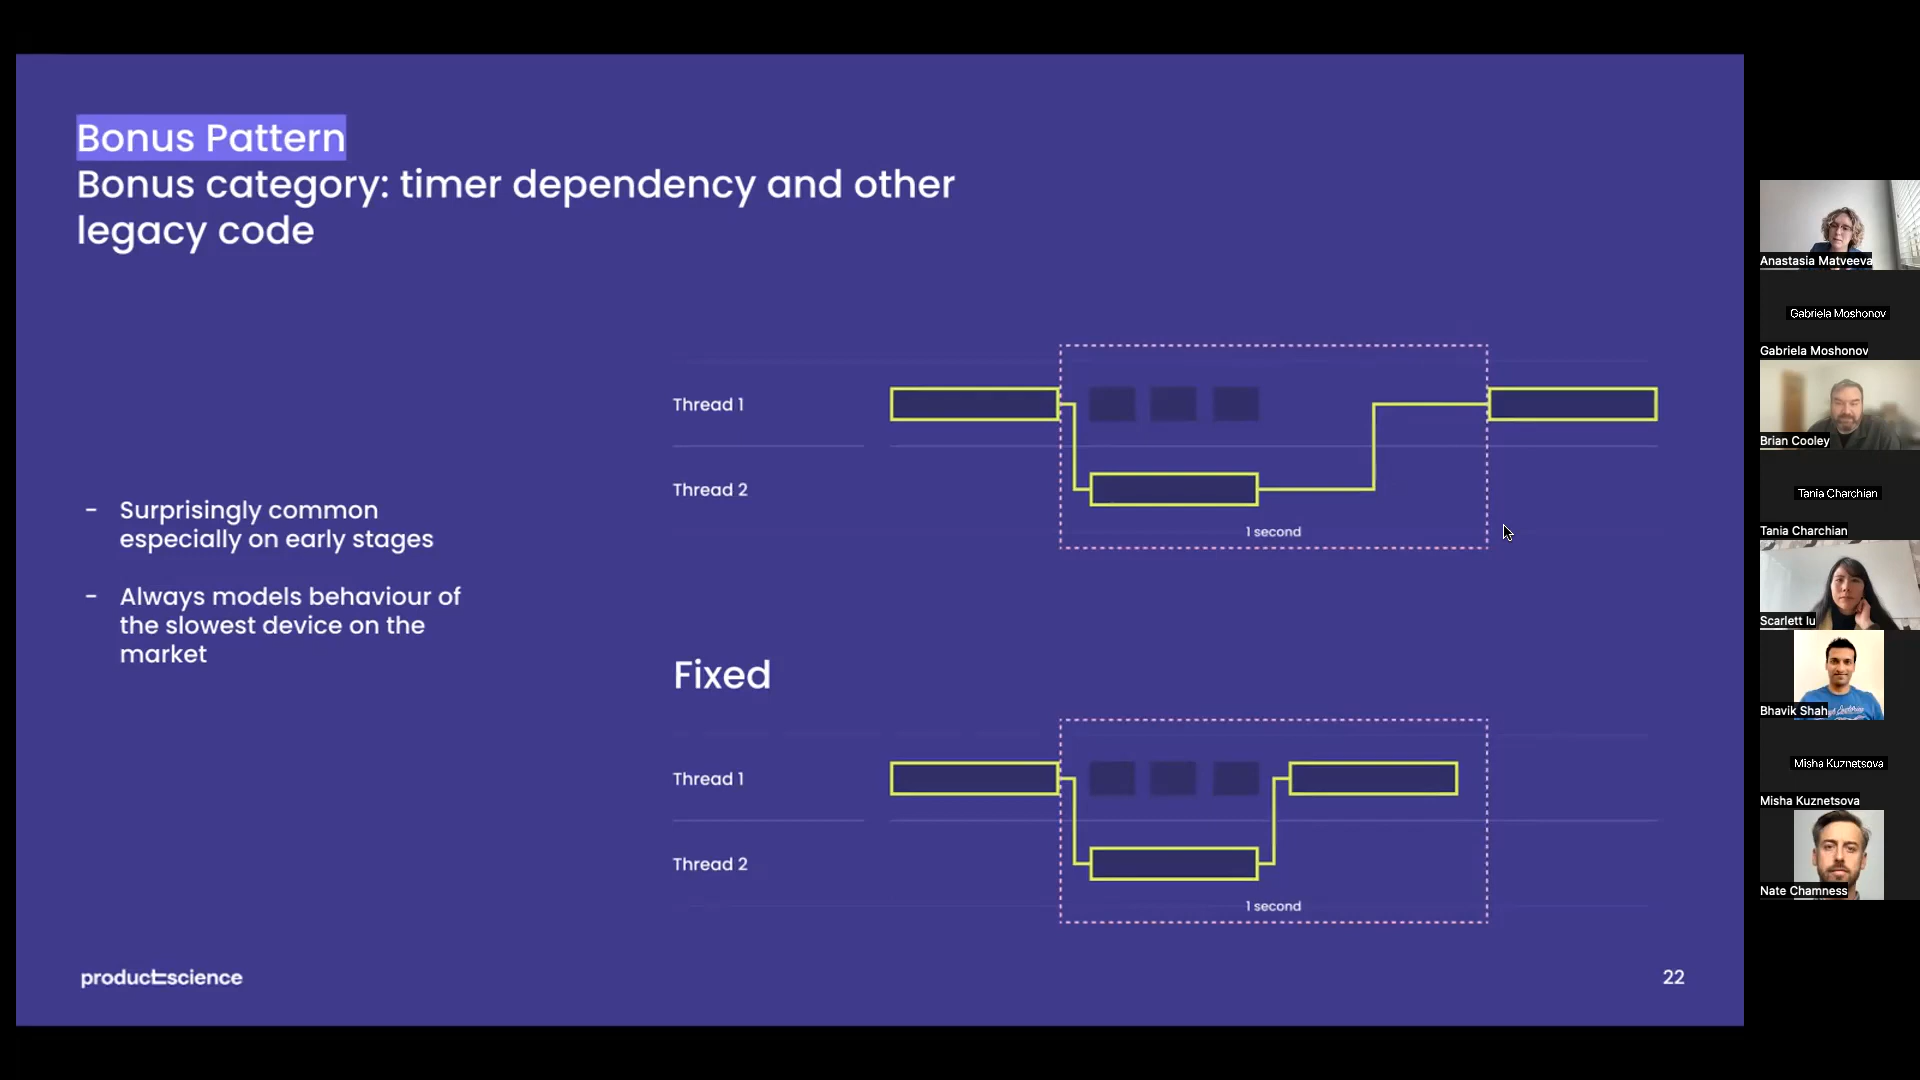 Bonus Pattern
Bonus category: timer dependency and other
legacy code
- Surprisingly common
especially on early stages
- Always models behaviour of
the slowest device on the
market
Thread 1
Thread 2
1 second
Fixed
Thread 1
Thread 2
1 second
productscience
22
Anastasia Matveeva
Gabriela Moshonov
Gabriela Moshonov
Brian Cooley
Tania Charchian
Tania Charchian
Scarlett Iu
Bhavik Shah
Misha Kuznetsova
Misha Kuznetsova
Nate Chamness